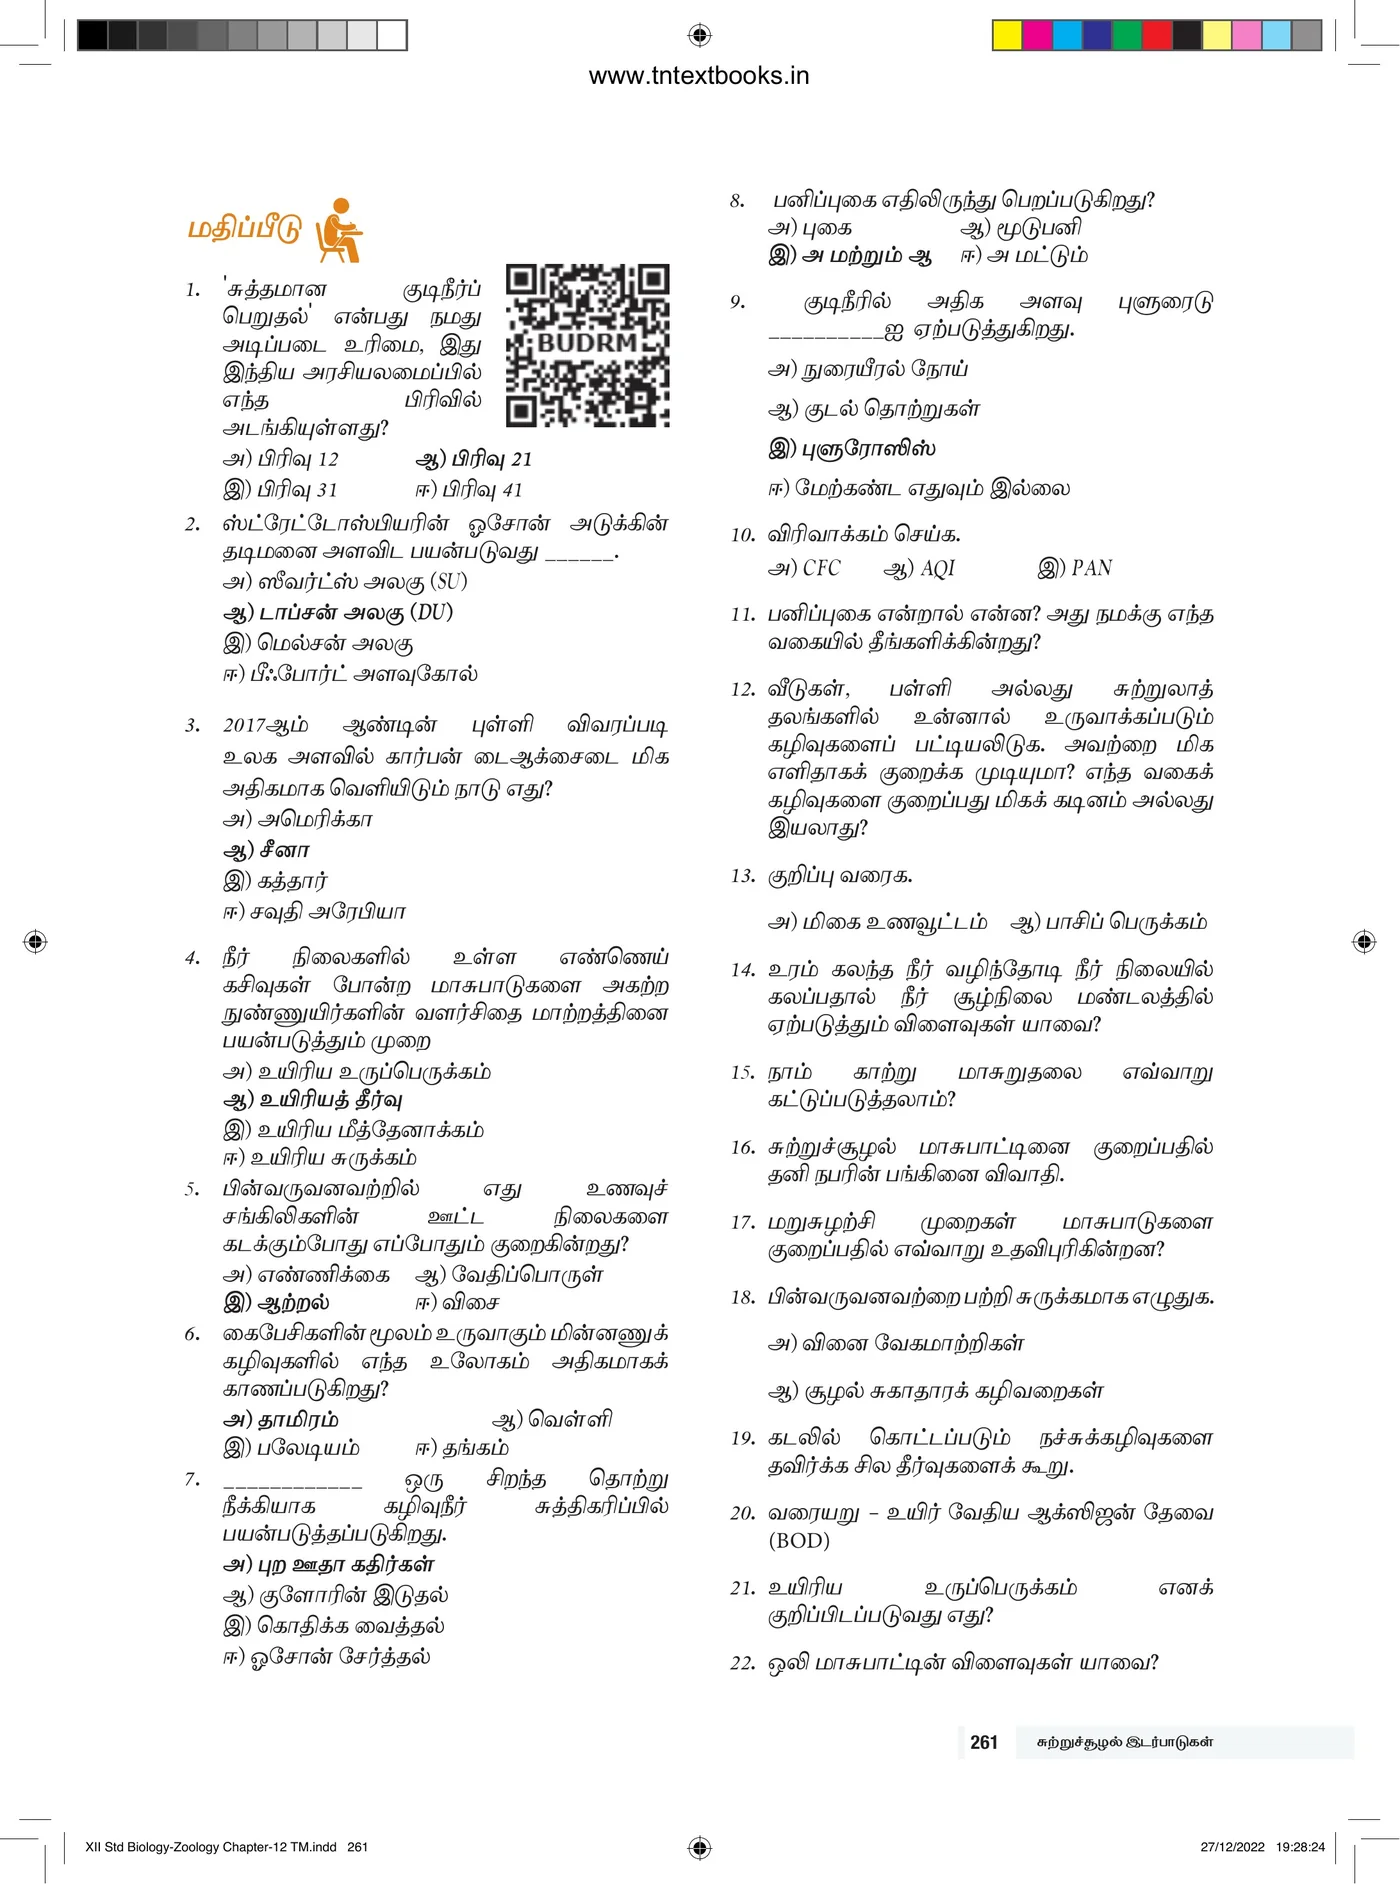 www.tntextbooks.in
மதிப்பீடு
1. 'சுத்தமான குடிநீர்ப்
பெறுதல்' என்பது நமது
அடிப்படை உரிமை, இது
இந்திய அரசியலமைப்பில்
எந்த பிரிவில்
அடங்கியுள்ளது?
BUDRM
அ) பிரிவு 12 ஆ) பிரிவு 21
இ) பிரிவு 31 ஈ) பிரிவு 41
2. ஸ்ட்ரேட்டோஸ்பியரின் ஓசோன் அடுக்கின்
தடிமனை அளவிட பயன்படுவது ______.
அ) ஸீவர்ட்ஸ் அலகு (SU)
ஆ) டாப்சன் அலகு (DU)
இ) மெல்சன் அலகு
ஈ) பீஃபோர்ட் அளவுகோல்
3. 2017ஆம் ஆண்டின் புள்ளி விவரப்படி
உலக அளவில் கார்பன் டைஆக்சைடை மிக
அதிகமாக வெளியிடும் நாடு எது?
அ) அமெரிக்கா
ஆ) சீனா
இ) கத்தார்
ஈ) சவுதி அரேபியா
4. நீர் நிலைகளில் உள்ள எண்ணெய்
கசிவுகள் போன்ற மாசுபாடுகளை அகற்ற
நுண்ணுயிர்களின் வளர்சிதை மாற்றத்தினை
பயன்படுத்தும் முறை
அ) உயிரிய உருப்பெருக்கம்
ஆ) உயிரியத் தீர்வு
இ) உயிரிய மீத்தேனாக்கம்
ஈ) உயிரிய சுருக்கம்
5. பின்வருவனவற்றில் எது உணவுச்
சங்கிலிகளின் ஊட்ட நிலைகளை
கடக்கும்போது எப்போதும் குறைகின்றது?
அ) எண்ணிக்கை ஆ) வேதிப்பொருள்
இ) ஆற்றல் ஈ) விசை
6. கைபேசிகளின் மூலம் உருவாகும் மின்னணுக்
கழிவுகளில் எந்த உலோகம் அதிகமாகக்
காணப்படுகிறது?
அ) தாமிரம் ஆ) வெள்ளி
இ) பலேடியம் ஈ) தங்கம்
7. ____________ ஒரு சிறந்த தொற்று
நீக்கியாக கழிவுநீர் சுத்திகரிப்பில்
பயன்படுத்தப்படுகிறது.
அ) புற ஊதா கதிர்கள்
ஆ) குளோரின் இடுதல்
இ) கொதிக்க வைத்தல்
ஈ) ஓசோன் சேர்த்தல்
8. பனிப்புகை எதிலிருந்து பெறப்படுகிறது?
அ) புகை ஆ) மூடுபனி
இ) அ மற்றும் ஆ ஈ) அ மட்டும்
9. குடிநீரில் அதிக அளவு புளுரைடு
__________ஐ ஏற்படுத்துகிறது.
அ) நுரையீரல் நோய்
ஆ) குடல் தொற்றுகள்
இ) புளுரோஸிஸ்
ஈ) மேற்கண்ட எதுவும் இல்லை
10. விரிவாக்கம் செய்க.
அ) CFC ஆ) AQI இ) PAN
11. பனிப்புகை என்றால் என்ன? அது நமக்கு எந்த
வகையில் தீங்களிக்கின்றது?
12. வீடுகள், பள்ளி அல்லது சுற்றுலாத்
தலங்களில் உன்னால் உருவாக்கப்படும்
கழிவுகளைப் பட்டியலிடுக. அவற்றை மிக
எளிதாகக் குறைக்க முடியுமா? எந்த வகைக்
கழிவுகளை குறைப்பது மிகக் கடினம் அல்லது
இயலாது?
13. குறிப்பு வரைக.
அ) மிகை உணவூட்டம் ஆ) பாசிப் பெருக்கம்
14. உரம் கலந்த நீர் வழிந்தோடி நீர் நிலையில்
கலப்பதால் நீர் சூழ்நிலை மண்டலத்தில்
ஏற்படுத்தும் விளைவுகள் யாவை?
15. நாம் காற்று மாசுறுதலை எவ்வாறு
கட்டுப்படுத்தலாம்?
16. சுற்றுச்சூழல் மாசுபாட்டினை குறைப்பதில்
தனி நபரின் பங்கினை விவாதி.
17. மறுசுழற்சி முறைகள் மாசுபாடுகளை
குறைப்பதில் எவ்வாறு உதவிபுரிகின்றன?
18. பின்வருவனவற்றை பற்றி சுருக்கமாக எழுதுக.
அ) வினை வேகமாற்றிகள்
ஆ) சூழல் சுகாதாரக் கழிவறைகள்
19. கடலில் கொட்டப்படும் நச்சுக்கழிவுகளை
தவிர்க்க சில தீர்வுகளைக் கூறு.
20. வரையறு – உயிர் வேதிய ஆக்ஸிஜன் தேவை
(BOD)
21. உயிரிய உருப்பெருக்கம் எனக்
குறிப்பிடப்படுவது எது?
22. ஒலி மாசுபாட்டின் விளைவுகள் யாவை?
261 சுற்றுச்சூழல் இடர்பாடுகள்
XII Std Biology-Zoology Chapter-12 TM.indd 261 27/12/2022 19:28:24